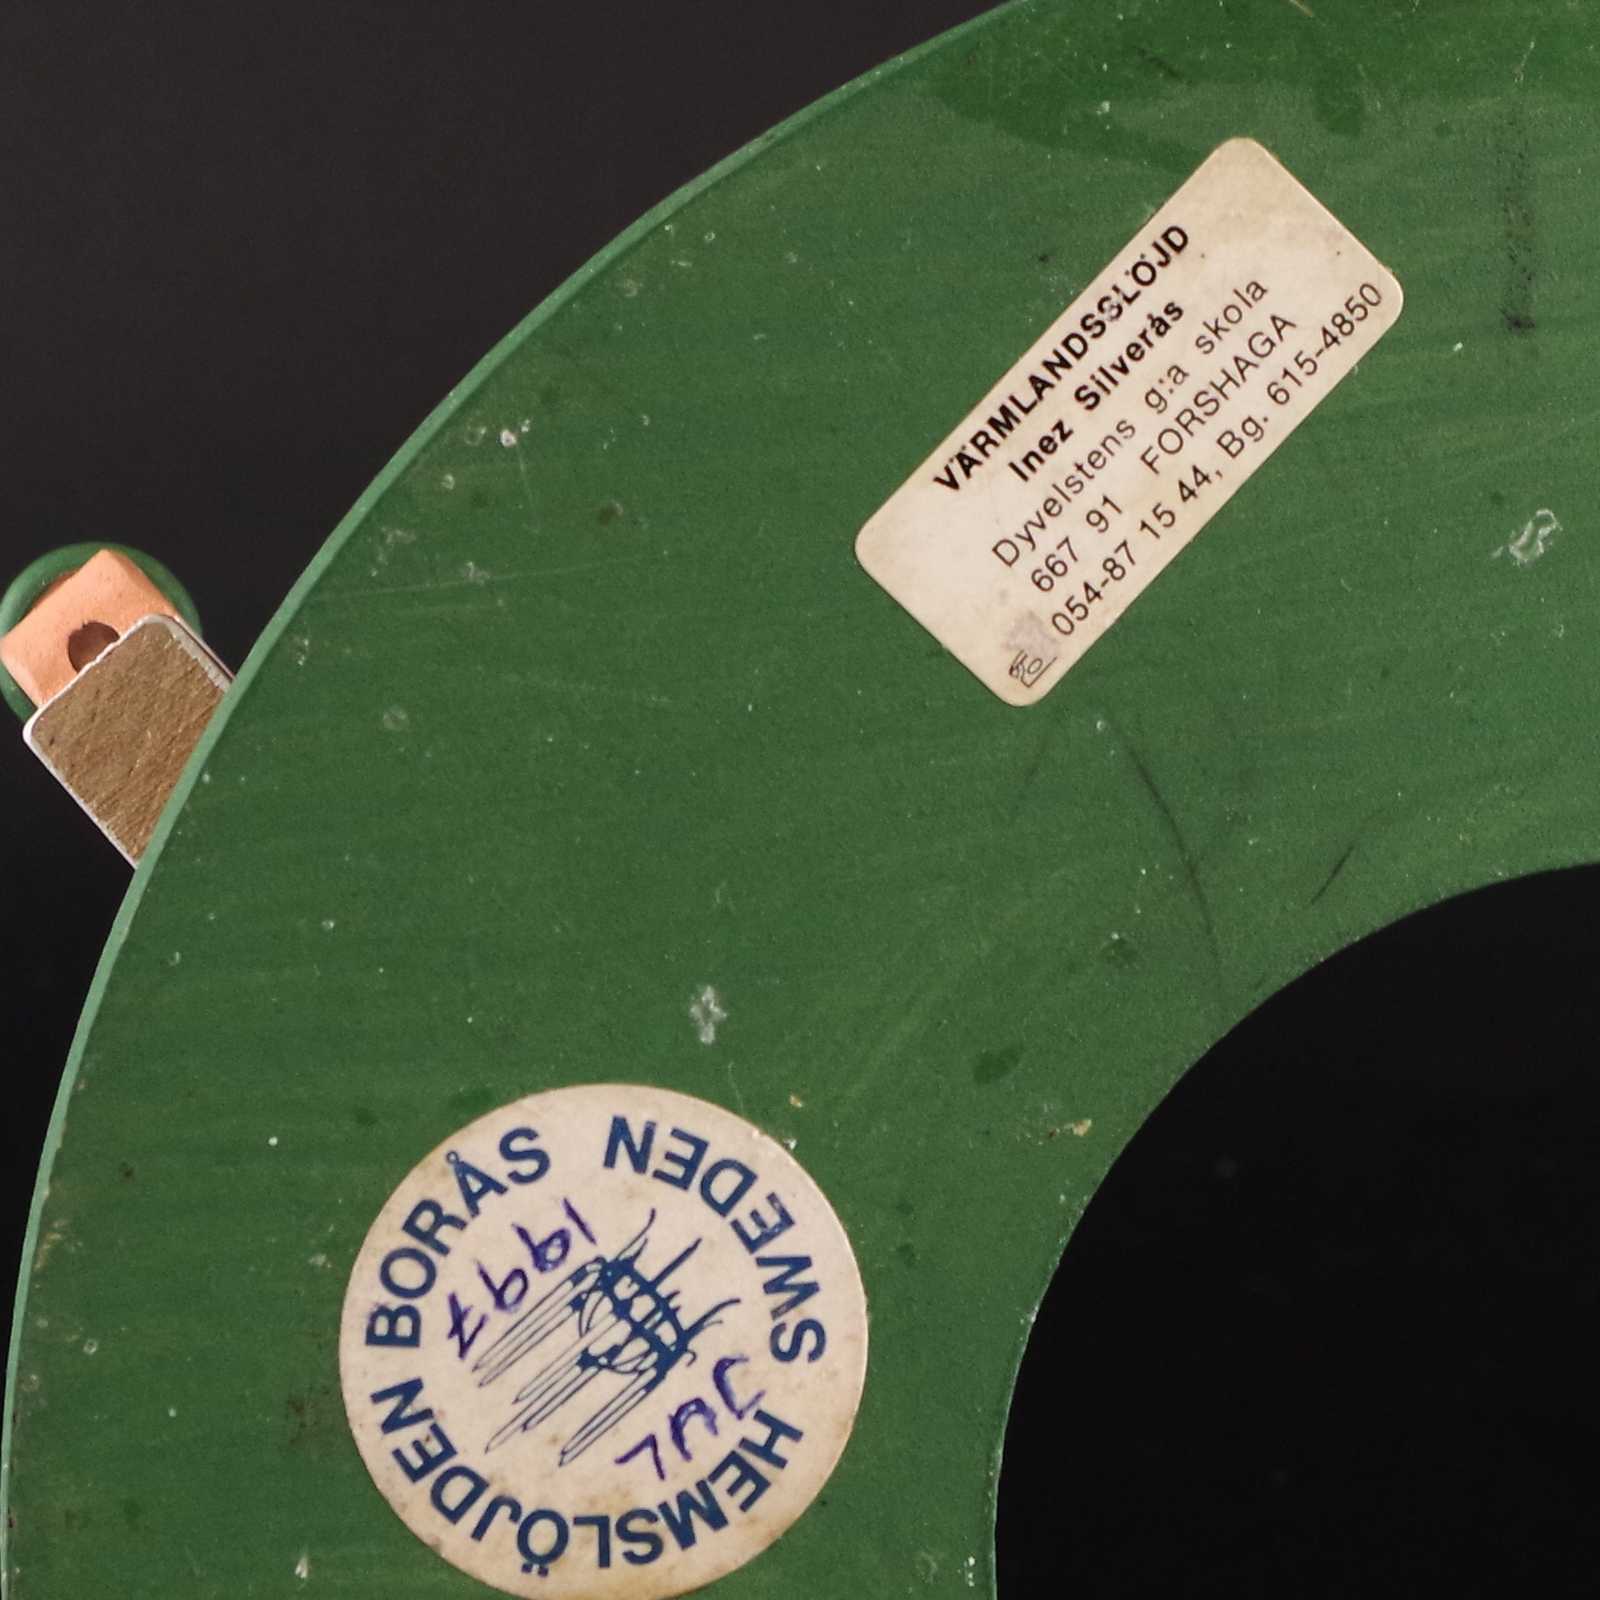 VÄRMLANDSSLÖJD
Inez Silverås
Dyvelstens g:a skola
667 91 FORSHAGA
054-87 15 44, Bg. 615-4850
HEMSLÖJDEN BORÅS SWEDEN
JUL
1997